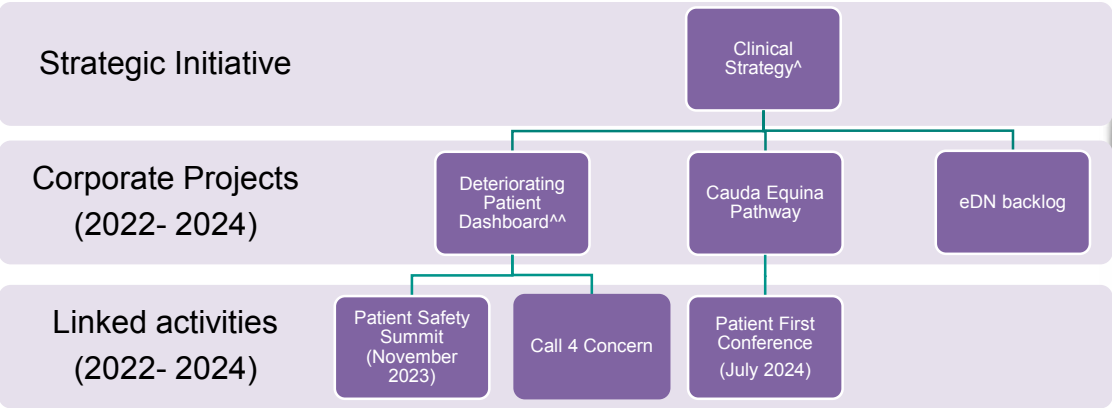 Strategic Initiative
Clinical
Strategy^
Corporate Projects
(2022- 2024)
Deteriorating
Patient
Dashboard^^
Cauda Equina
Pathway
eDN backlog
Linked activities
(2022- 2024)
Patient Safety
Summit
(November
2023)
Call 4 Concern
Patient First
Conference
(July 2024)